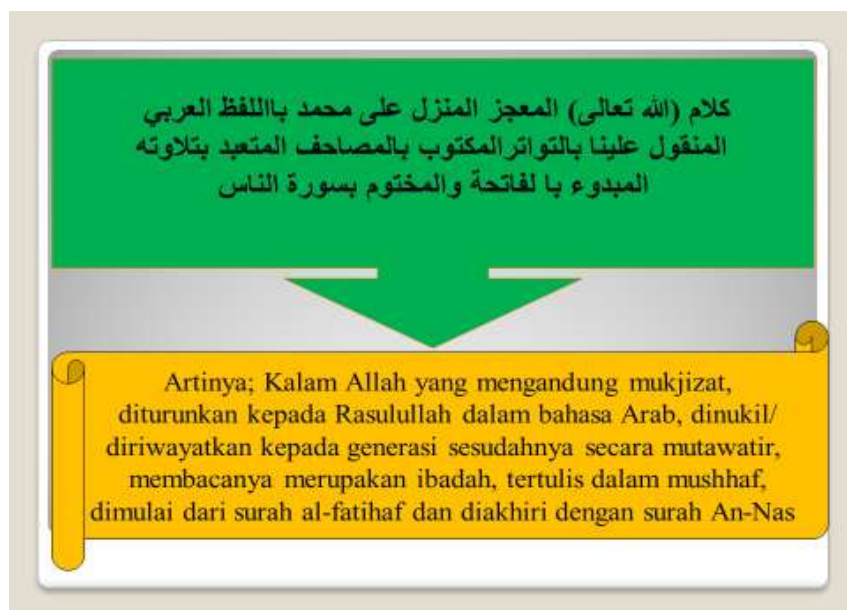 كلام (الله تعالى) المعجز المنزل على محمد بااللفظ العربي
المنقول علينا بالتواترالمكتوب بالمصاحف المتعبد بتلاوته
المبدوء با لفاتحة والمختوم بسورة الناس
Artinya; Kalam Allah yang mengandung mukjizat,
diturunkan kepada Rasulullah dalam bahasa Arab, dinukil/
diriwayatkan kepada generasi sesudahnya secara mutawatir,
membacanya merupakan ibadah, tertulis dalam mushhaf,
dimulai dari surah al-fatihaf dan diakhiri dengan surah An-Nas